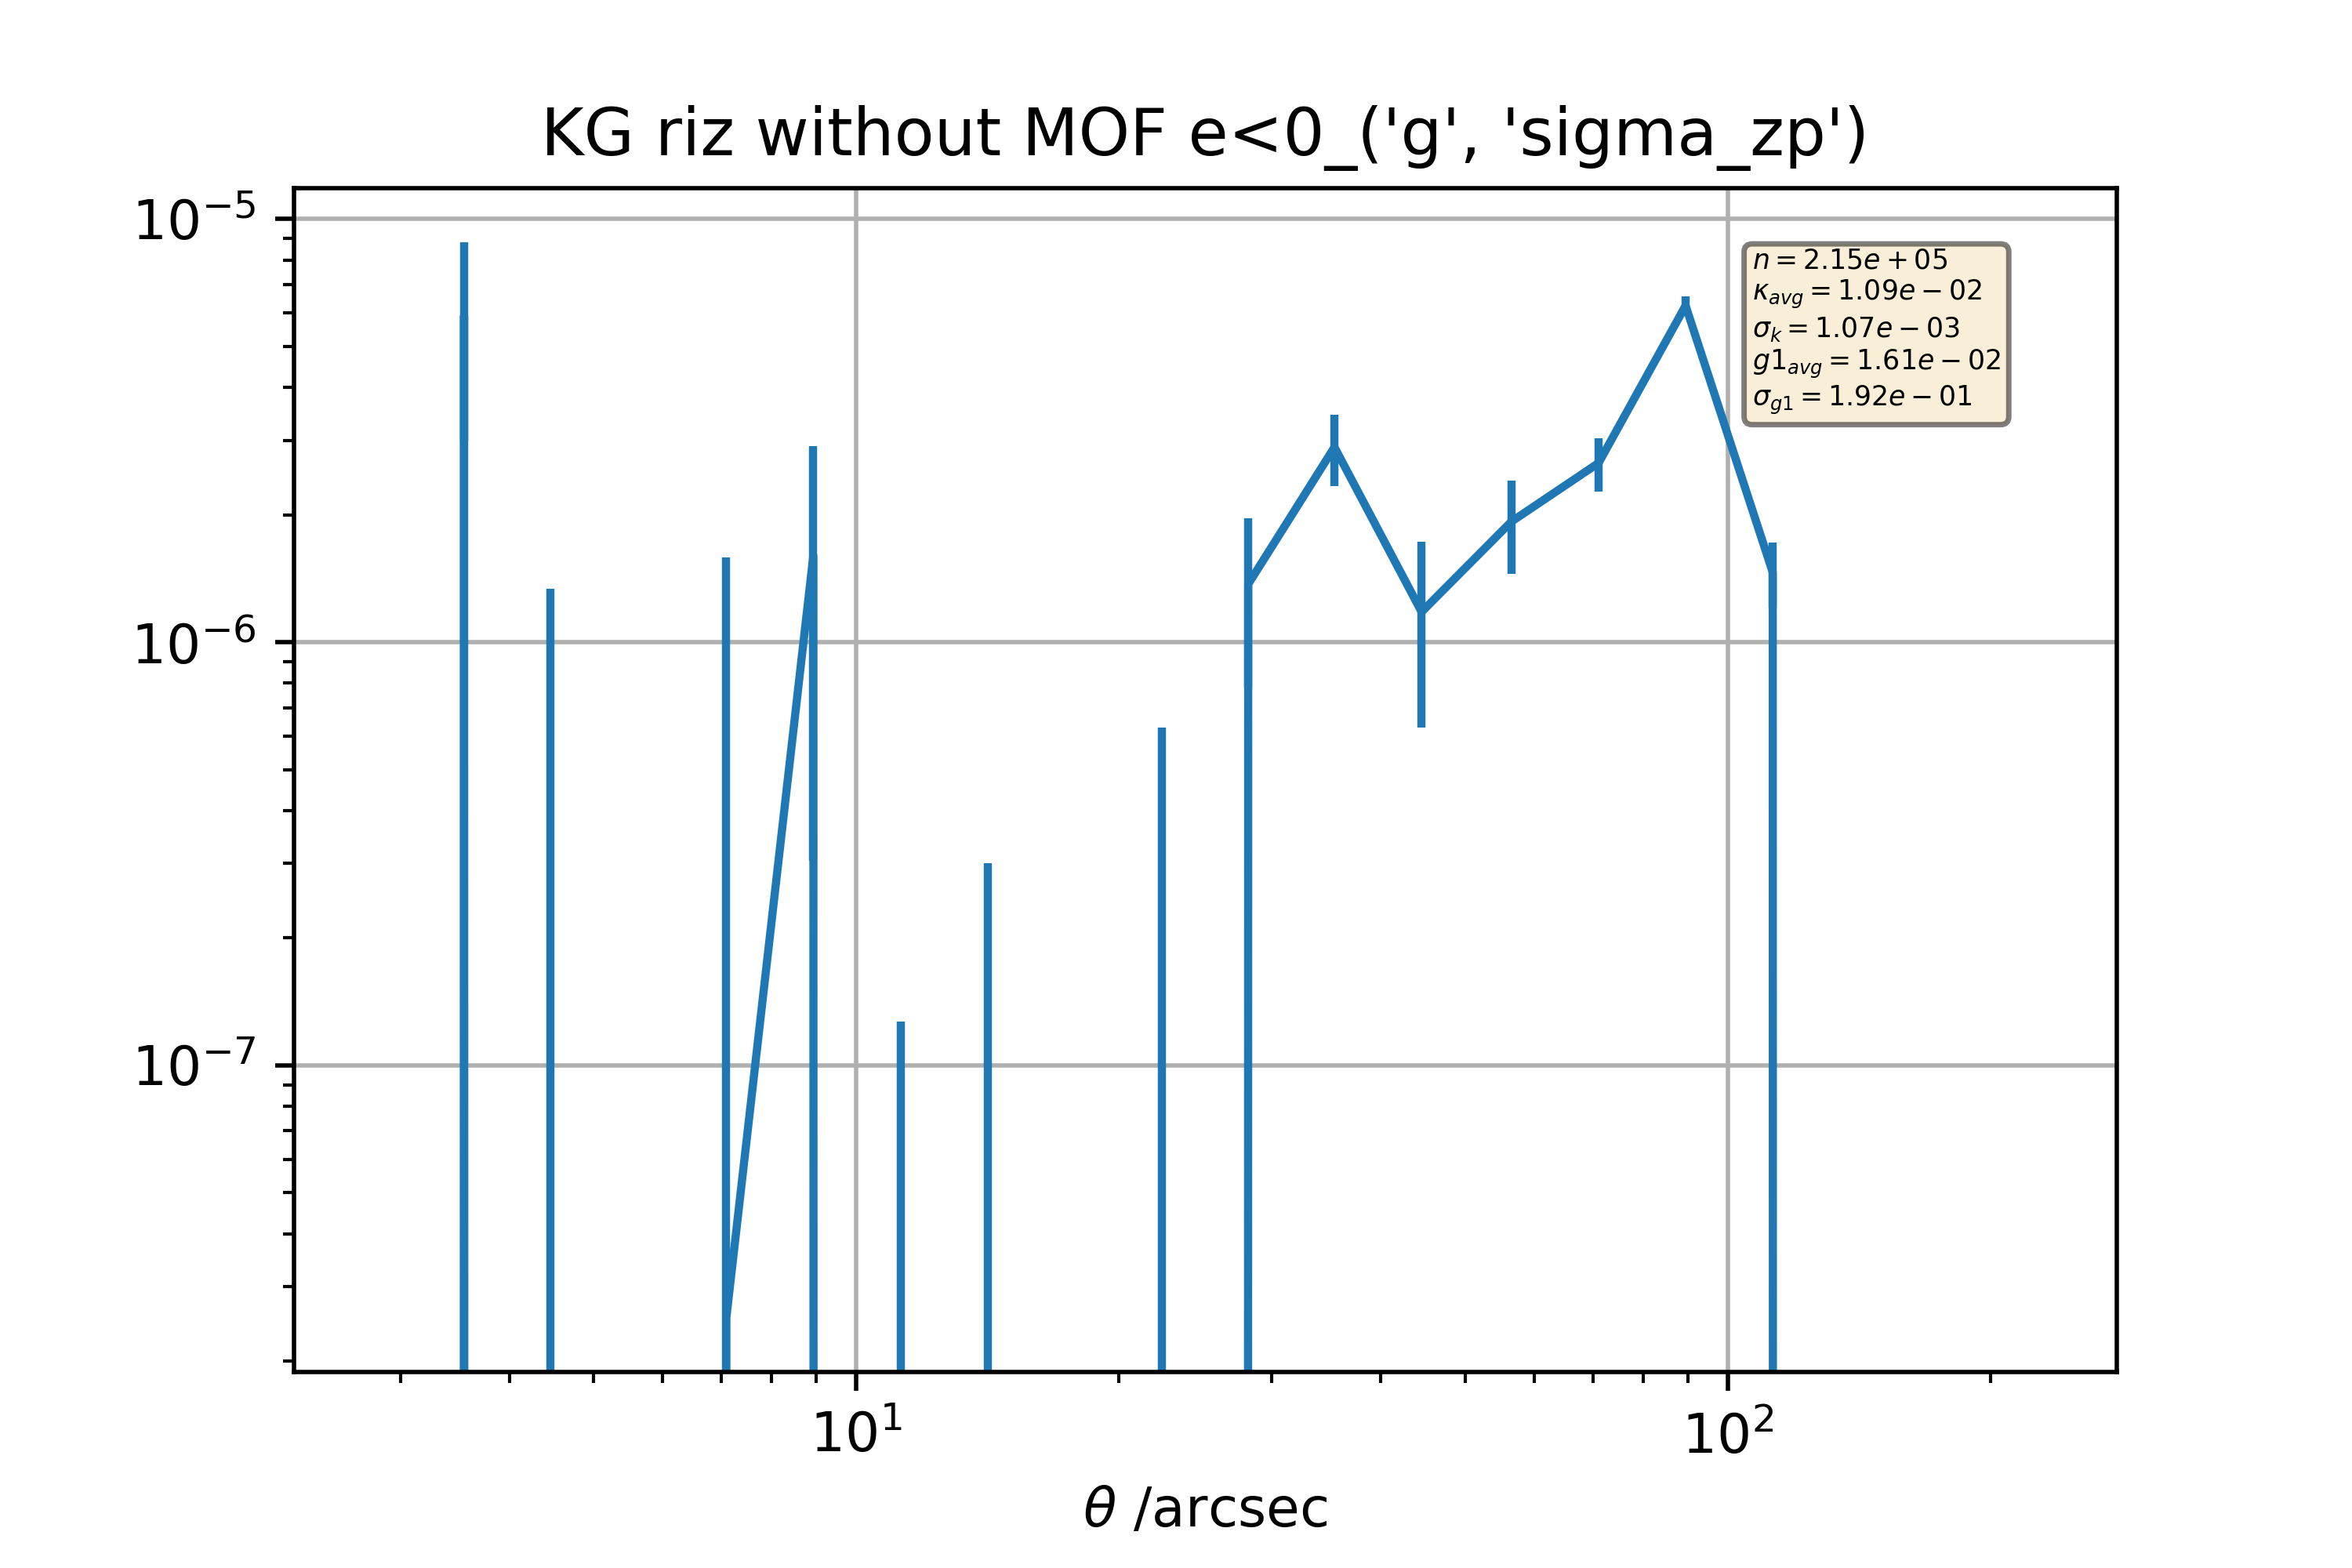 KG riz without MOF e<0_('g', 'sigma_zp')
10⁻⁵
10⁻⁶
10⁻⁷
n = 2.15e + 05
κ_avg = 1.09e − 02
σ_k = 1.07e − 03
g1_avg = 1.61e − 02
σ_g1 = 1.92e − 01
10¹
10²
θ /arcsec